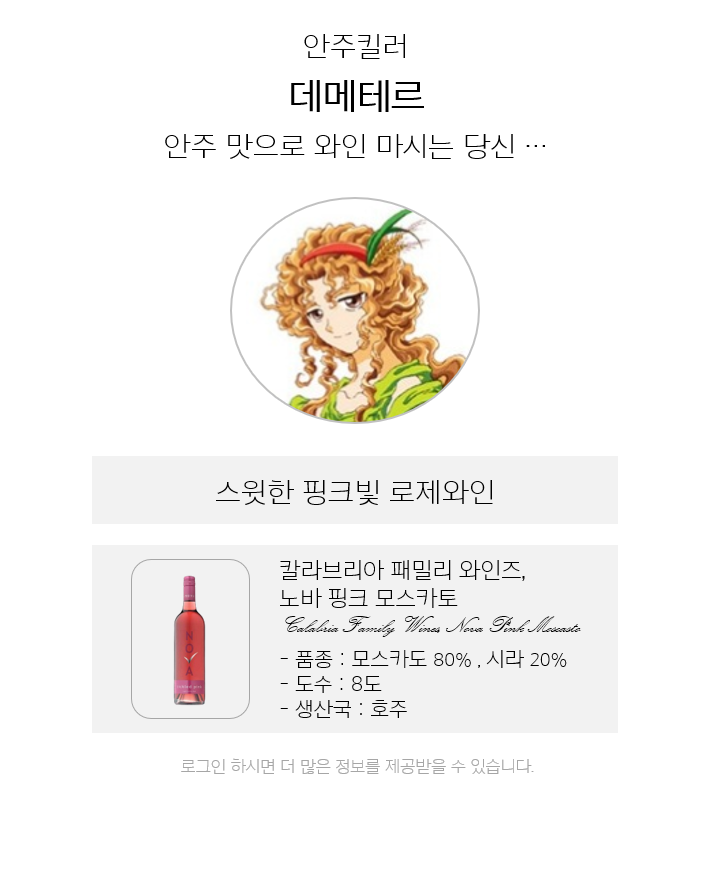 안주킬러
데메테르
안주 맛으로 와인 마시는 당신 …
스윗한 핑크빛 로제와인
칼라브리아 패밀리 와인즈,
노바 핑크 모스카토
Calabria Family Wines Nova Pink Moscato
NOVA
- 품종 : 모스카도 80% , 시라 20%
- 도수 : 8도
- 생산국 : 호주
로그인 하시면 더 많은 정보를 제공받을 수 있습니다.